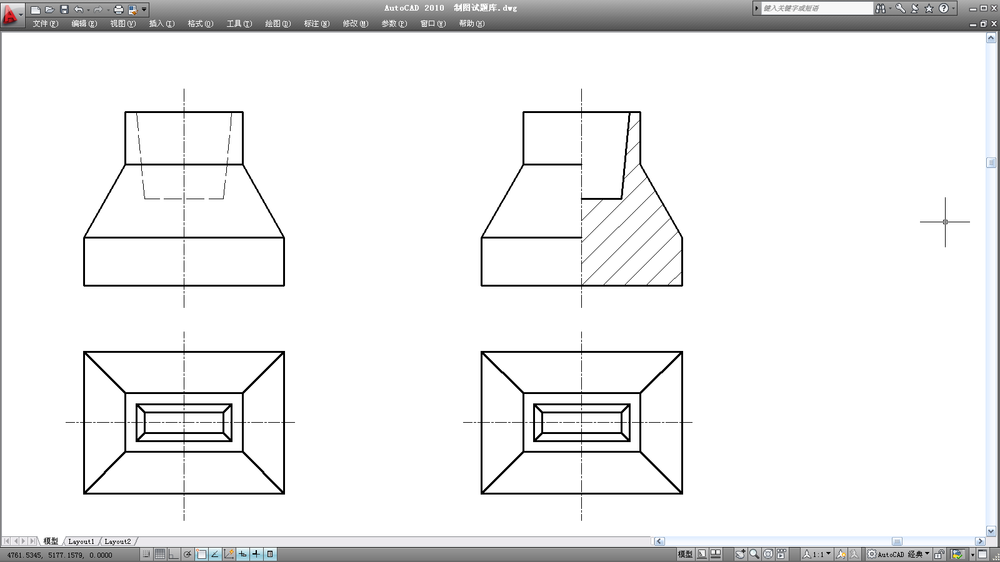 AutoCAD 2010 制图试题库.dwg
键入关键字或短语
文件(F) 编辑(E) 视图(V) 插入(I) 格式(O) 工具(T) 绘图(D) 标注(N) 修改(M) 参数(P) 窗口(W) 帮助(H)
模型 Layout1 Layout2
4761.5345, 5177.1579, 0.0000 模型 1:1 AutoCAD 经典